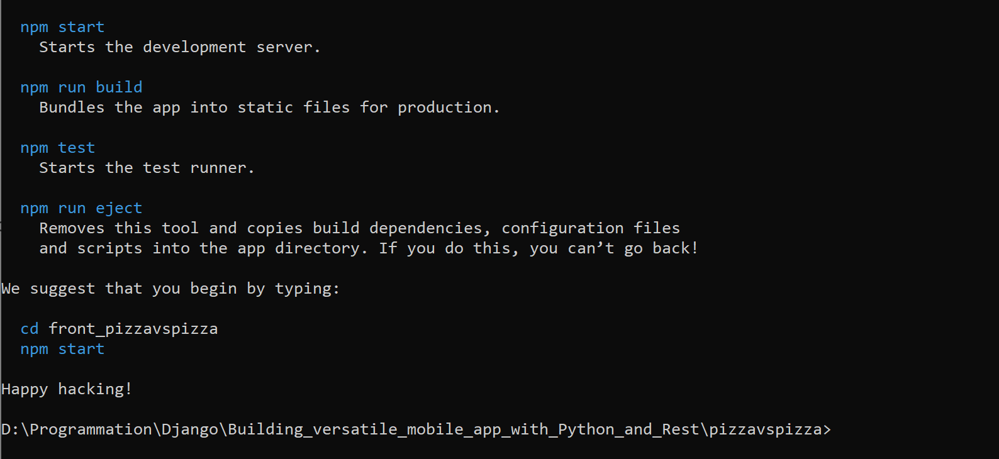 npm start
Starts the development server.
npm run build
Bundles the app into static files for production.
npm test
Starts the test runner.
npm run eject
Removes this tool and copies build dependencies, configuration files
and scripts into the app directory. If you do this, you can’t go back!
We suggest that you begin by typing:
cd front_pizzavspizza
npm start
Happy hacking!
D:\Programmation\Django\Building_versatile_mobile_app_with_Python_and_Rest\pizzavspizza>